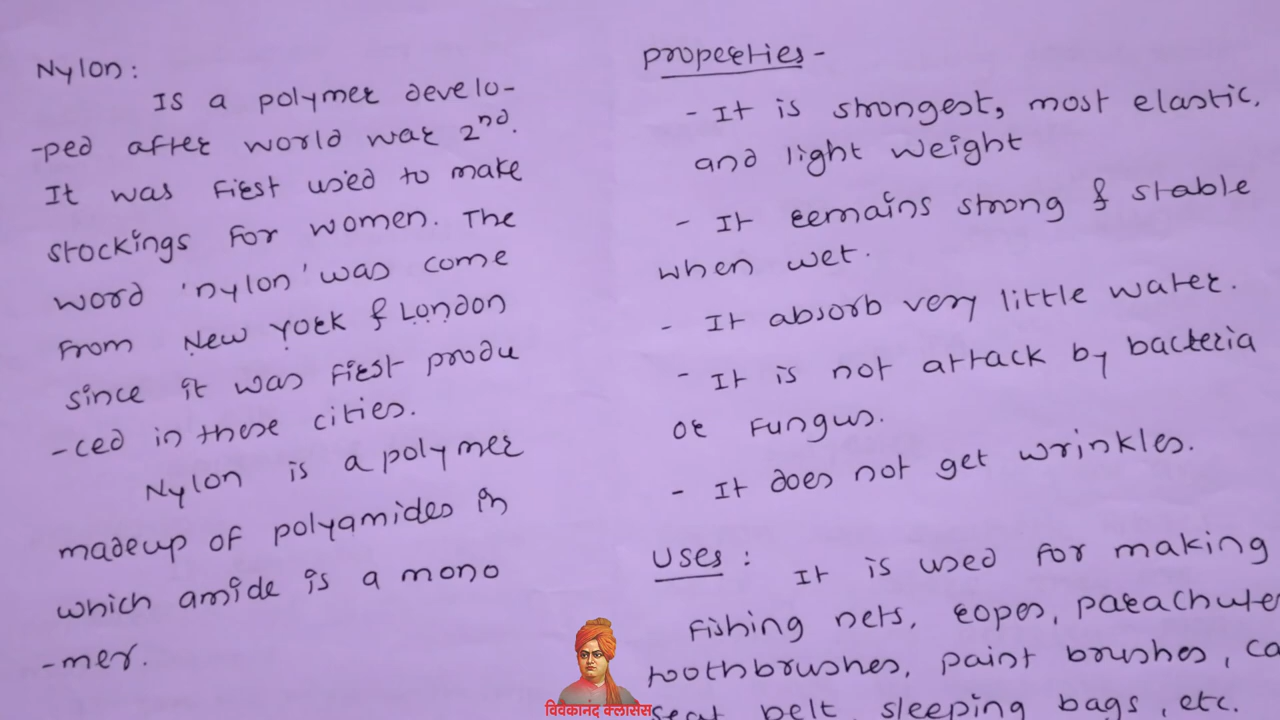 Nylon:
Is a polymer develo-
-ped after world war 2nd.
It was first used to make
stockings for women. The
word 'nylon' was come
from New York & London
since it was first produ
-ced in these cities.
Nylon is a polymer
madeup of polyamides in
which amide is a mono
-mer.
Properties -
- It is strongest, most elastic,
and light weight
- It remains strong & stable
when wet.
- It absorb very little water.
- It is not attack by bacteria
or fungus.
- It does not get wrinkles.
Uses : It is used for making
fishing nets, ropes, parachutes
toothbrushes, paint brushes, ca
seat belt, sleeping bags, etc.
विवेकानंद क्लासेस